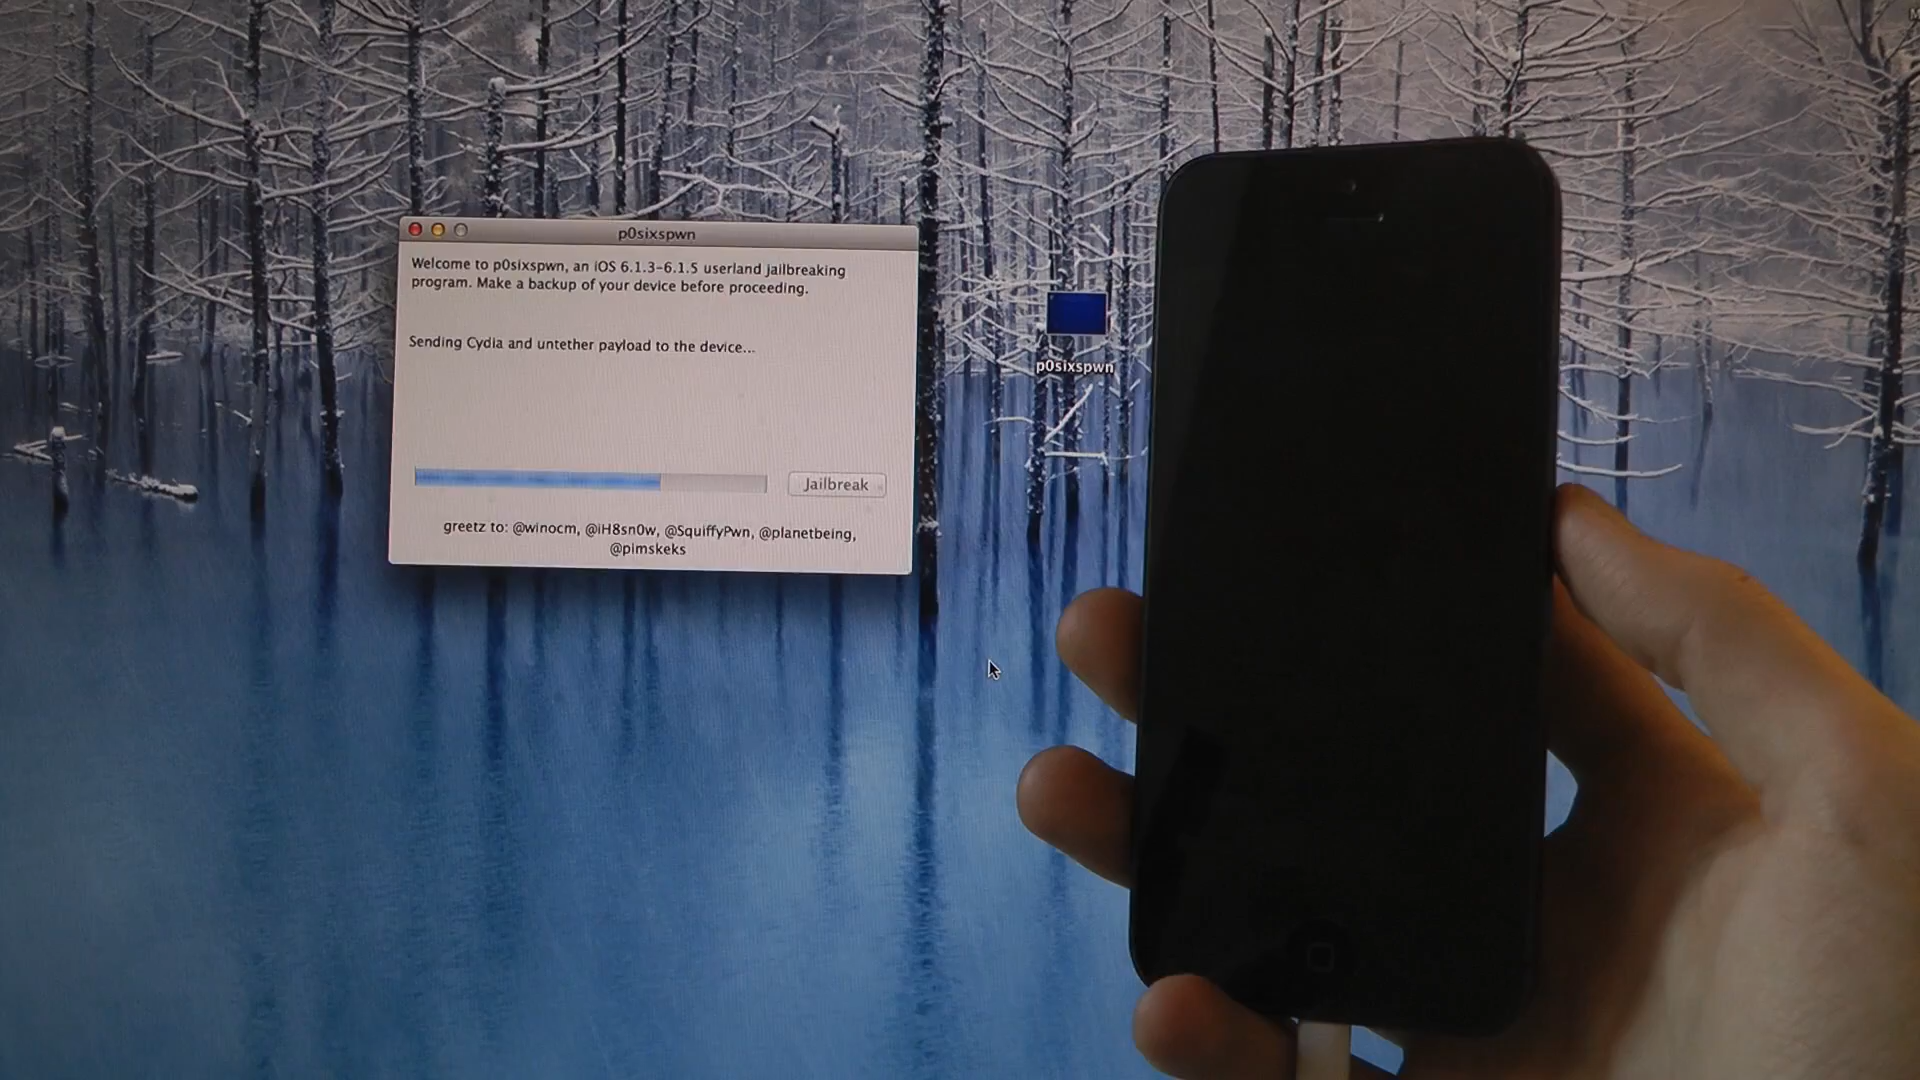 p0sixspwn
Welcome to p0sixspwn, an iOS 6.1.3-6.1.5 userland jailbreaking
program. Make a backup of your device before proceeding.
Sending Cydia and untether payload to the device...
Jailbreak
greetz to: @winocm, @iH8sn0w, @SquiffyPwn, @planetbeing,
@pimskeks
p0sixspwn